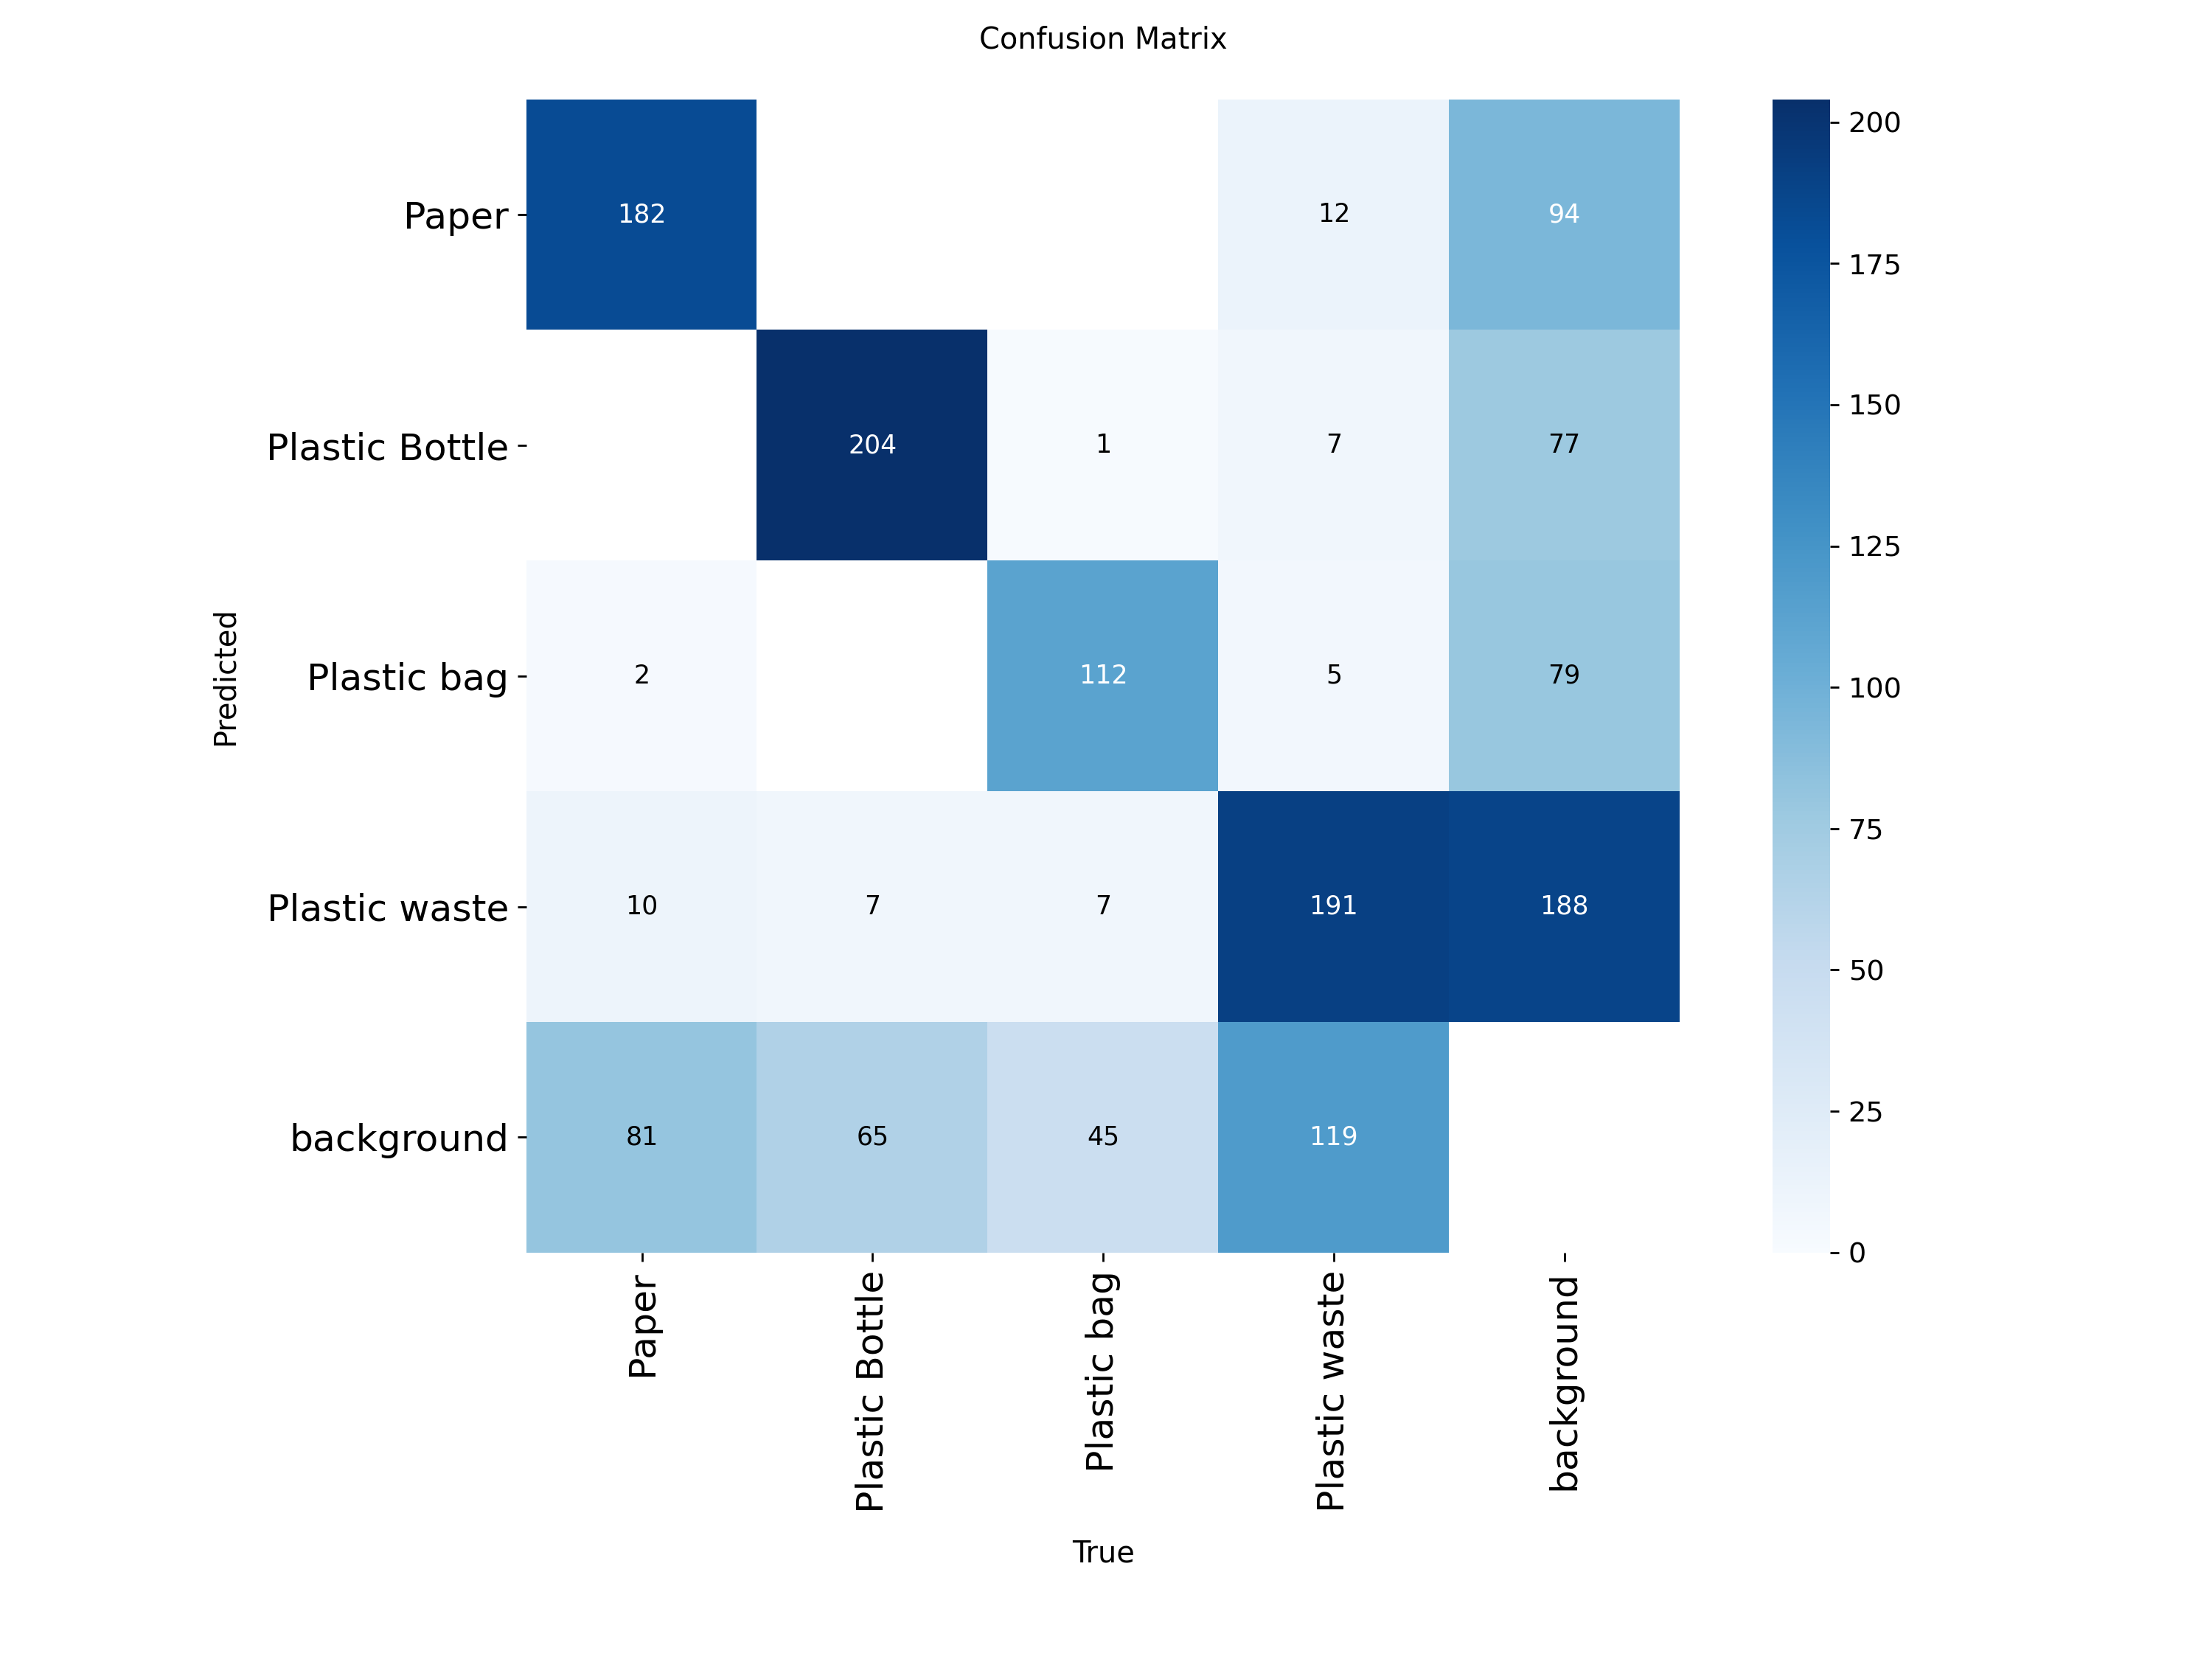 Confusion Matrix
Paper 182 12 94
Plastic Bottle 204 1 7 77
Plastic bag 2 112 5 79
Plastic waste 10 7 7 191 188
background 81 65 45 119
Predicted
Paper
Plastic Bottle
Plastic bag
Plastic waste
background
True
200
175
150
125
100
75
50
25
0